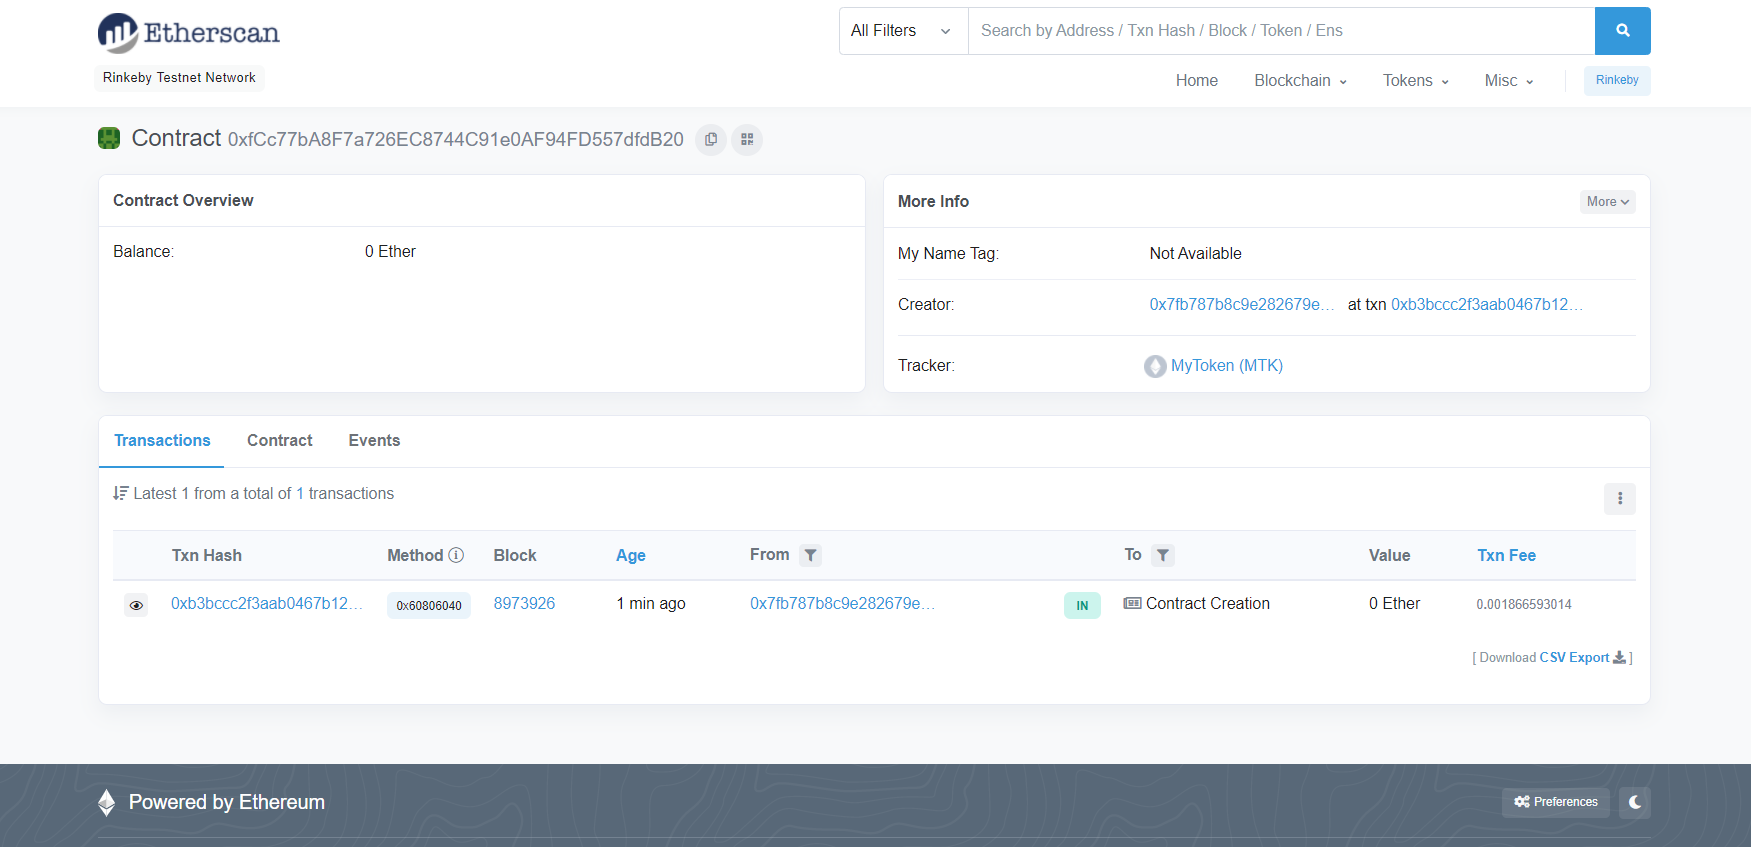 Etherscan
All Filters
Search by Address / Txn Hash / Block / Token / Ens
Rinkeby Testnet Network
Home Blockchain Tokens Misc Rinkeby
Contract 0xfCc77bA8F7a726EC8744C91e0AF94FD557dfdB20
Contract Overview
Balance: 0 Ether
More Info More
My Name Tag: Not Available
Creator: 0x7fb787b8c9e282679e... at txn 0xb3bccc2f3aab0467b12...
Tracker: MyToken (MTK)
Transactions Contract Events
Latest 1 from a total of 1 transactions
Txn Hash Method Block Age From To Value Txn Fee
0xb3bccc2f3aab0467b12... 0x60806040 8973926 1 min ago 0x7fb787b8c9e282679e... IN Contract Creation 0 Ether 0.001866593014
[ Download CSV Export ]
Powered by Ethereum
Preferences